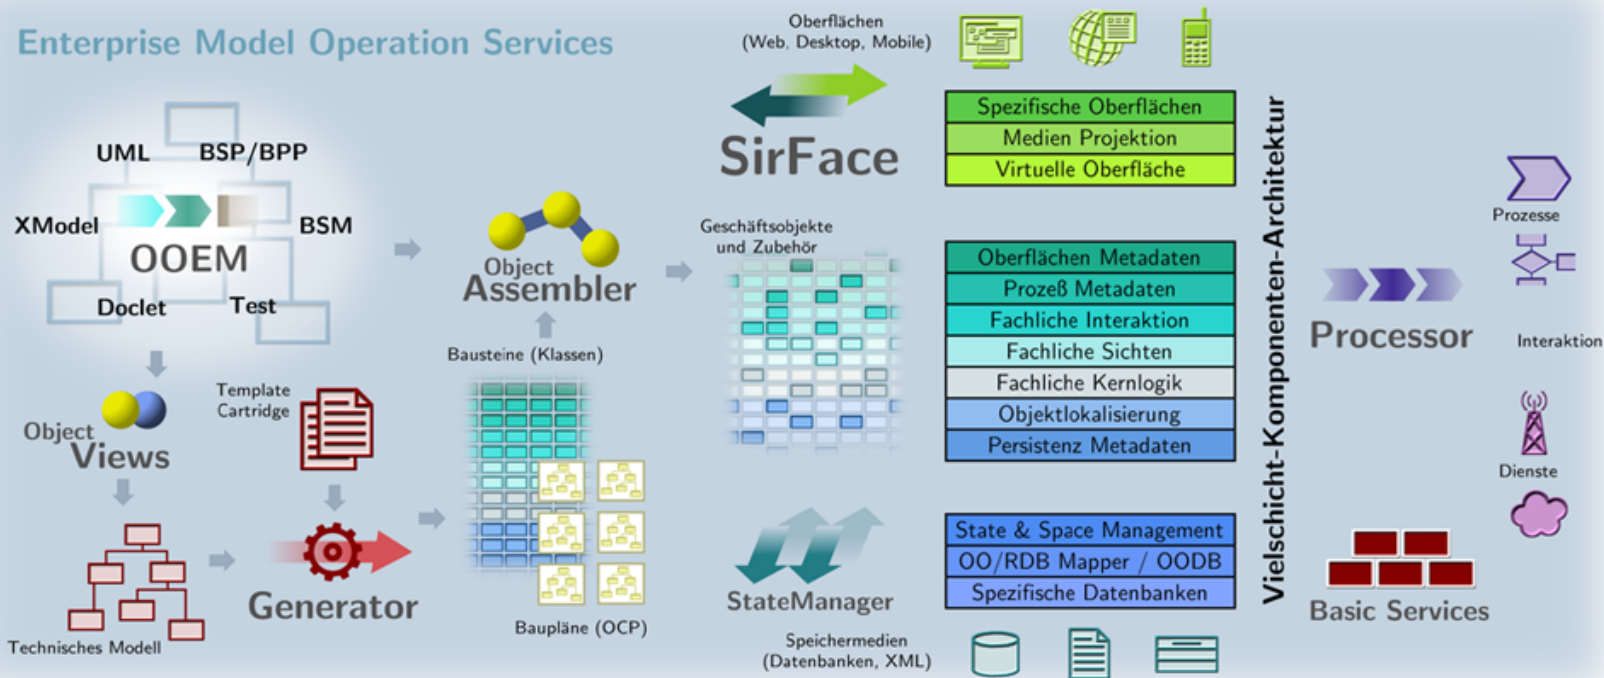 Enterprise Model Operation Services
UML
BSP/BPP
XModel
BSM
OOEM
Doclet
Test
Object
Views
Technisches Modell
Template
Cartridge
Generator
Object
Assembler
Bausteine (Klassen)
Baupläne (OCP)
Oberflächen
(Web, Desktop, Mobile)
SirFace
Geschäftsobjekte
und Zubehör
StateManager
Speichermedien
(Datenbanken, XML)
Spezifische Oberflächen
Medien Projektion
Virtuelle Oberfläche
Oberflächen Metadaten
Prozeß Metadaten
Fachliche Interaktion
Fachliche Sichten
Fachliche Kernlogik
Objektlokalisierung
Persistenz Metadaten
State & Space Management
OO/RDB Mapper / OODB
Spezifische Datenbanken
Vielschicht-Komponenten-Architektur
Prozesse
Processor
Interaktion
Dienste
Basic Services